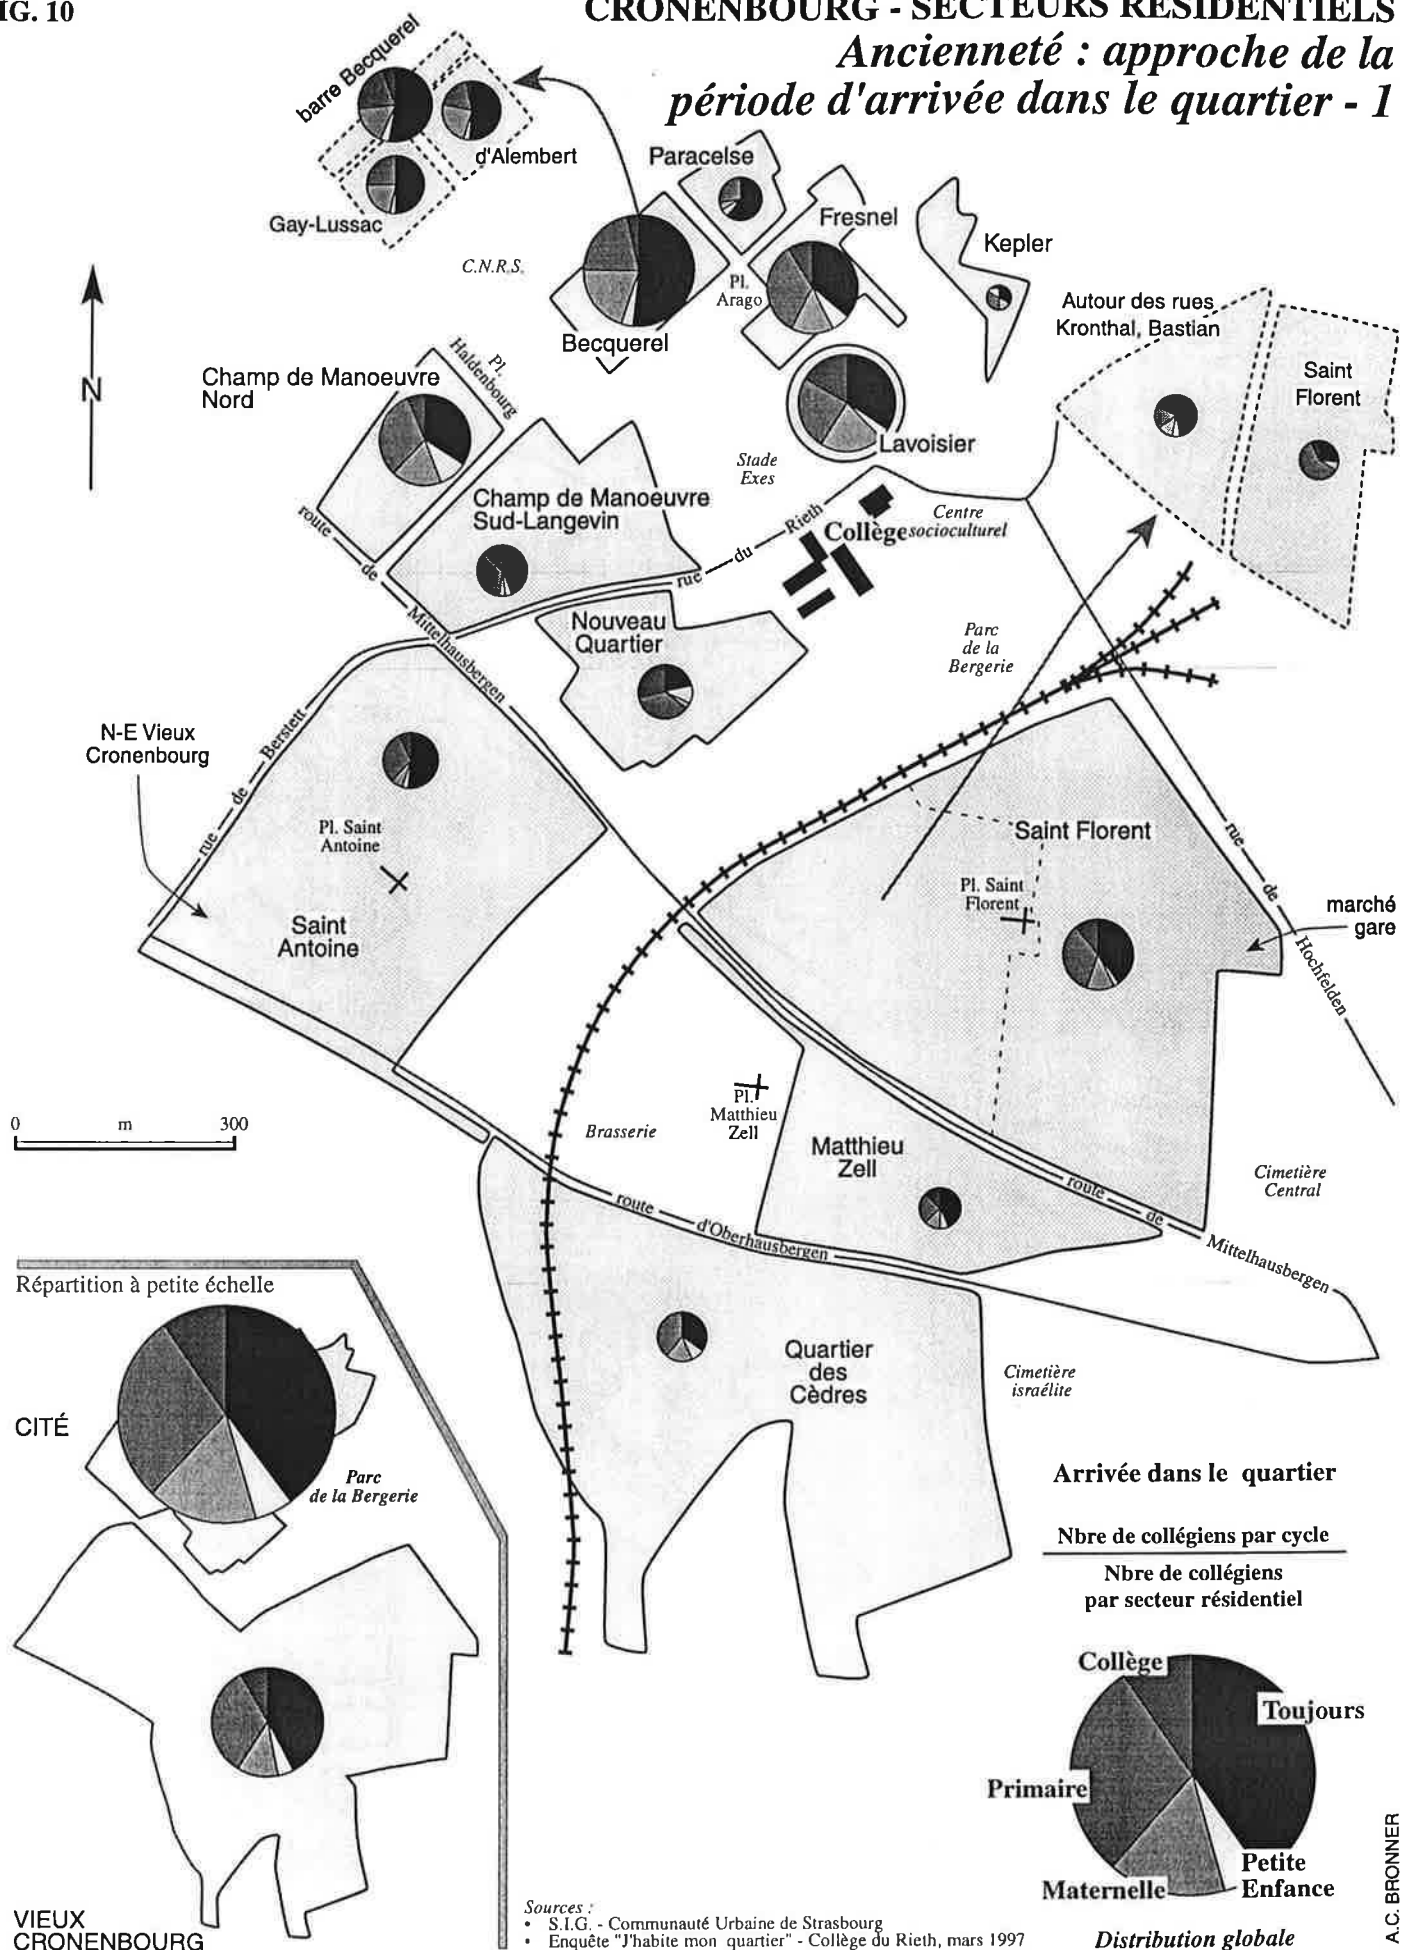 IG. 10
CRONENBOURG - SECTEURS RÉSIDENTIELS
Ancienneté : approche de la
période d'arrivée dans le quartier - 1
barre Becquerel
d'Alembert
Gay-Lussac
Paracelse
Fresnel
Kepler
C.N.R.S.
Pl.
Arago
Becquerel
Autour des rues
Kronthal, Bastian
Saint
Florent
N
Champ de Manoeuvre
Nord
Pl.
Haldenbourg
Lavoisier
Stade
Exes
Champ de Manoeuvre
Sud-Langevin
Centre
socioculturel
Collège
route de Mittelhausbergen
rue du Rieth
Nouveau
Quartier
Parc
de la
Bergerie
N-E Vieux
Cronenbourg
rue de Berstett
Pl. Saint
Antoine
Saint
Antoine
Saint Florent
Pl. Saint
Florent
rue de Hochfelden
marché
gare
Pl.
Matthieu
Zell
Brasserie
Matthieu
Zell
0 m 300
Cimetière
Central
route d'Oberhausbergen
route de Mittelhausbergen
Répartition à petite échelle
CITÉ
Parc
de la Bergerie
Quartier
des
Cèdres
Cimetière
israélite
Arrivée dans le quartier
Nbre de collégiens par cycle
Nbre de collégiens
par secteur résidentiel
Collège
Toujours
Primaire
Maternelle
Petite
Enfance
Distribution globale
VIEUX
CRONENBOURG
Sources :
• S.I.G. - Communauté Urbaine de Strasbourg
• Enquête "J'habite mon quartier" - Collège du Rieth, mars 1997
A.C. BRONNER